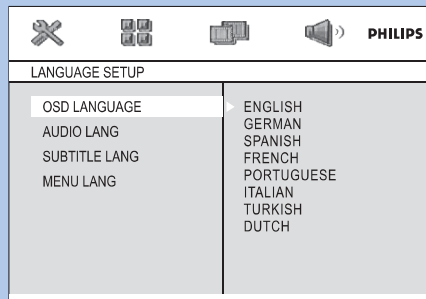 PHILIPS
LANGUAGE SETUP
OSD LANGUAGE
AUDIO LANG
SUBTITLE LANG
MENU LANG
ENGLISH
GERMAN
SPANISH
FRENCH
PORTUGUESE
ITALIAN
TURKISH
DUTCH